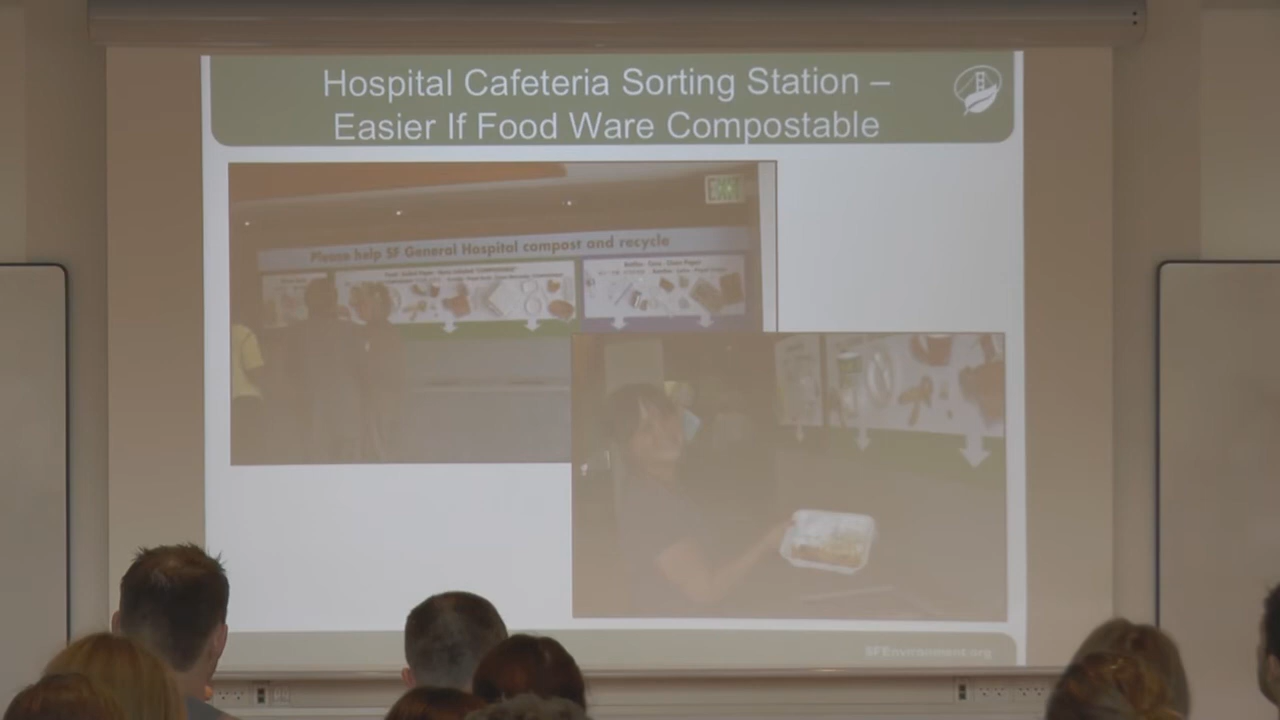 Hospital Cafeteria Sorting Station –
Easier If Food Ware Compostable
EXIT
Please help SF General Hospital compost and recycle
SFEnvironment.org